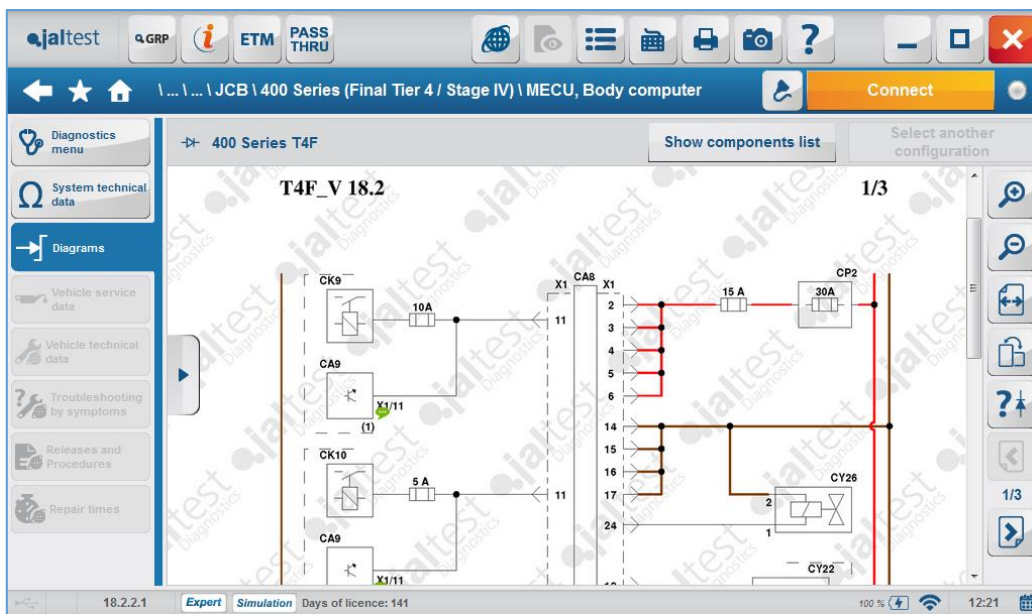 jaltest
GRP
i
ETM
PASS
THRU
?
\ ... \ ... \ JCB \ 400 Series (Final Tier 4 / Stage IV) \ MECU, Body computer
Connect
Diagnostics
menu
System technical
data
Diagrams
Vehicle service
data
Vehicle technical
data
Troubleshooting
by symptoms
Releases and
Procedures
Repair times
400 Series T4F
Show components list
Select another
configuration
T4F_V 18.2
1/3
CK9
10A
CA9
X1/11
(1)
CK10
5 A
CA9
X1/11
X1
CA8
X1
11
11
2
3
4
5
6
14
15
16
17
24
15 A
CP2
30A
CY26
2
1
CY22
jaltest
Diagnostics
?
1/3
18.2.2.1
Expert
Simulation
Days of licence: 141
100 %
12:21